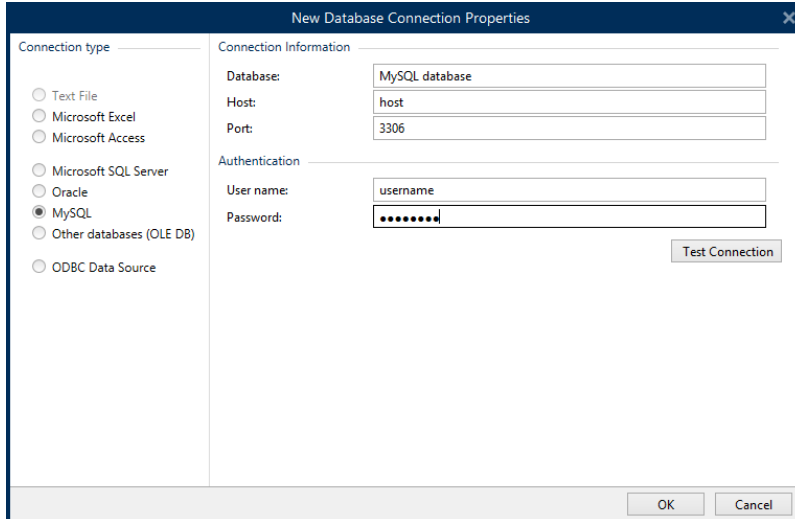 New Database Connection Properties
Connection type
Text File
Microsoft Excel
Microsoft Access
Microsoft SQL Server
Oracle
MySQL
Other databases (OLE DB)
ODBC Data Source
Connection Information
Database: MySQL database
Host: host
Port: 3306
Authentication
User name: username
Password: ●●●●●●●●
Test Connection
OK Cancel